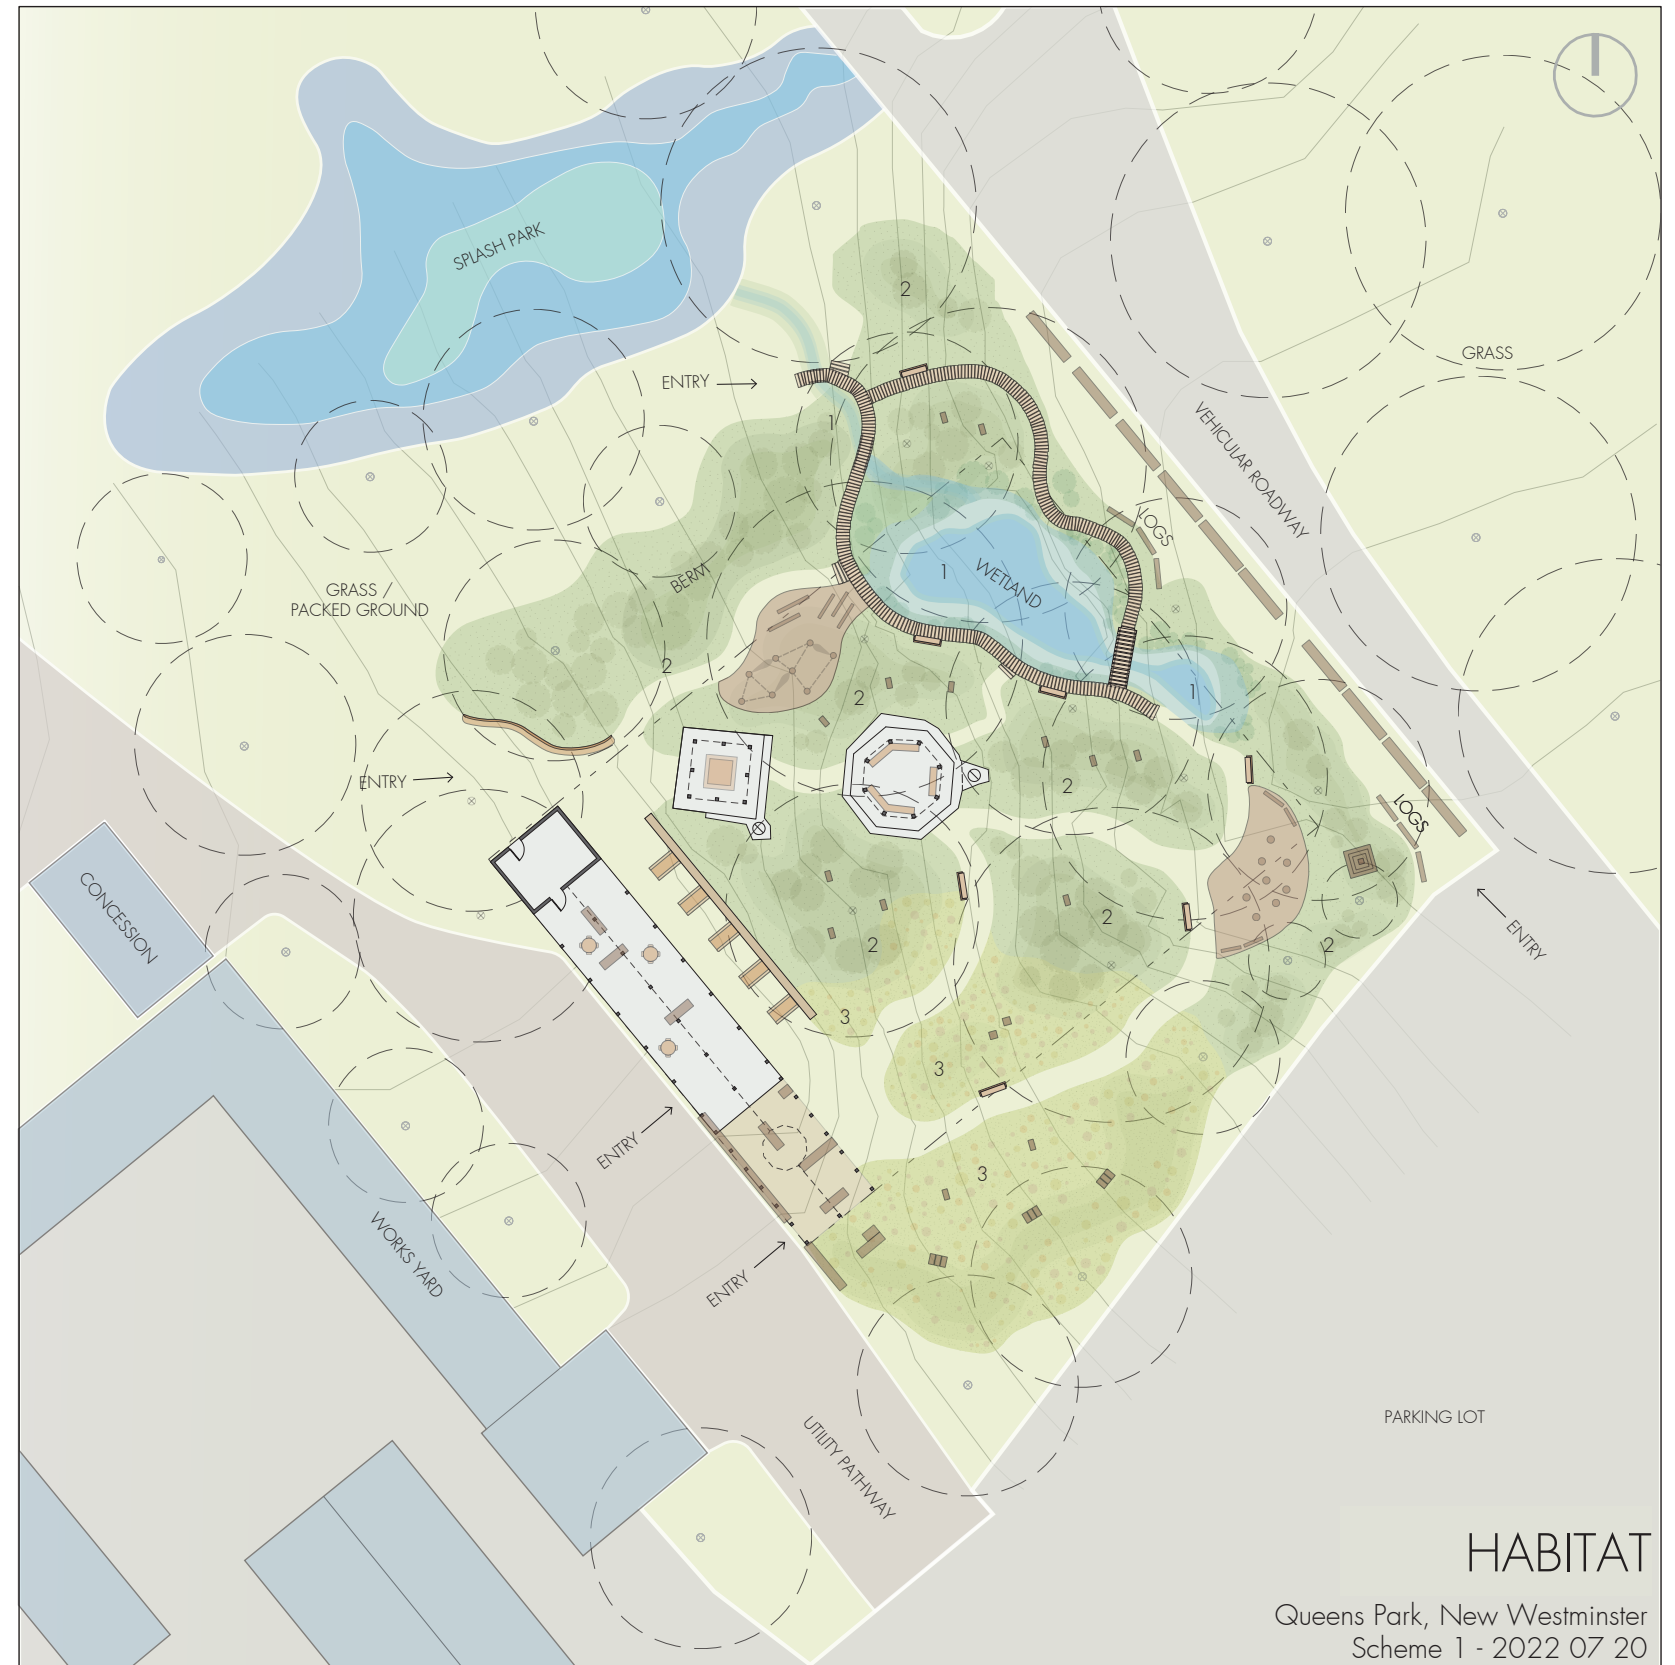 SPLASH PARK
2
GRASS
ENTRY
1
VEHICULAR ROADWAY
LOGS
1
WETLAND
BERM
GRASS /
PACKED GROUND
2
2
1
ENTRY
2
LOGS
CONCESSION
2
2
2
ENTRY
3
3
ENTRY
3
WORKS YARD
ENTRY
PARKING LOT
UTILITY PATHWAY
HABITAT
Queens Park, New Westminster
Scheme 1 - 2022 07 20